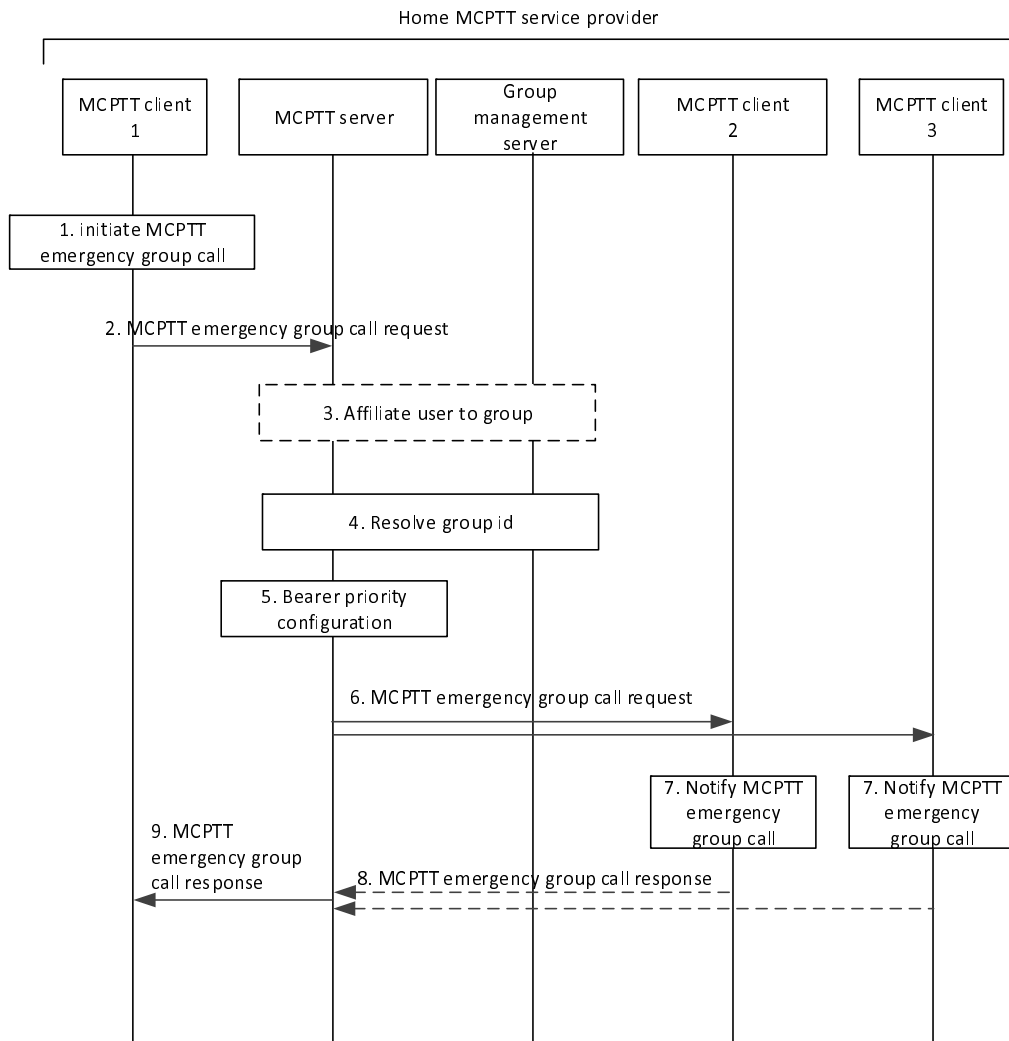 Home MCPTT service provider
MCPTT client
1
MCPTT server
Group
management
server
MCPTT client
2
MCPTT client
3
1. initiate MCPTT
emergency group call
2. MCPTT emergency group call request
3. Affiliate user to group
4. Resolve group id
5. Bearer priority
configuration
6. MCPTT emergency group call request
7. Notify MCPTT
emergency
group call
7. Notify MCPTT
emergency
group call
9. MCPTT
emergency group
call response
8. MCPTT emergency group call response